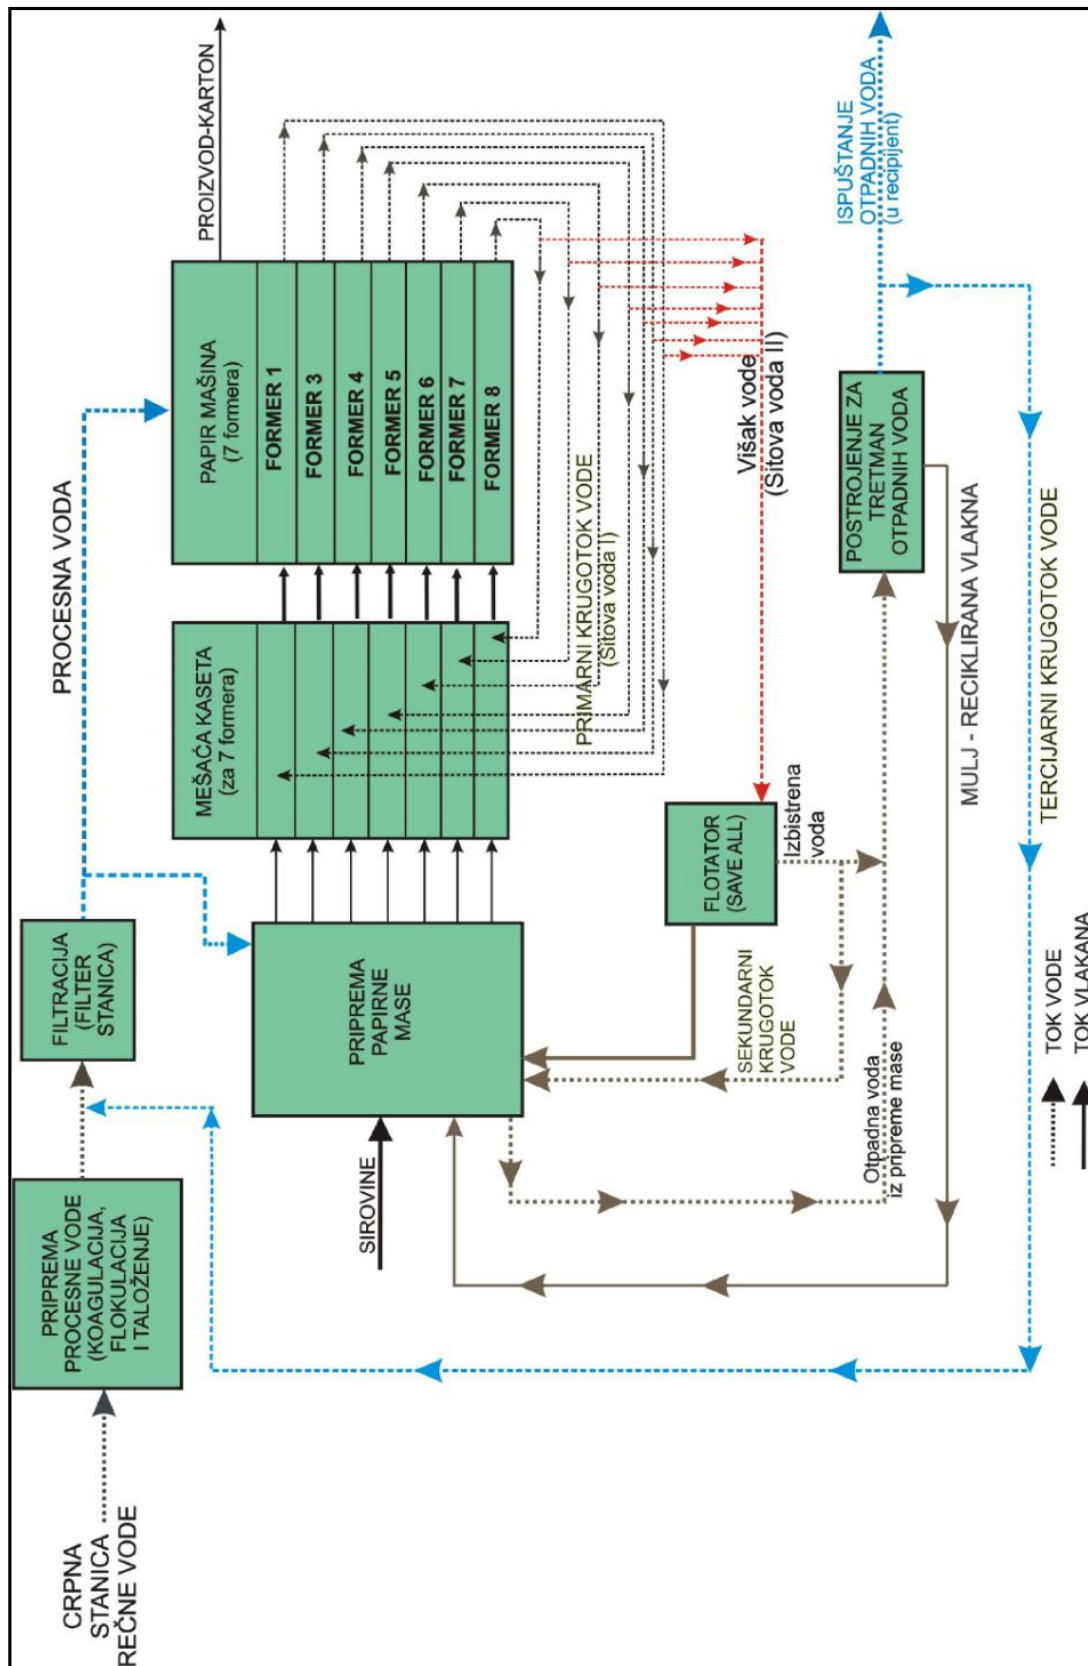 CRPNA
STANICA
REČNE VODE
PRIPREMA
PROCESNE VODE
(KOAGULACIJA,
FLOKULACIJA
I TALOŽENJE)
FILTRACIJA
(FILTER
STANICA)
PROCESNA VODA
SIROVINE
PRIPREMA
PAPIRNE
MASE
MEŠAĆA KASETA
(za 7 formera)
PAPIR MAŠINA
(7 formera)
FORMER 1
FORMER 3
FORMER 4
FORMER 5
FORMER 6
FORMER 7
FORMER 8
PROIZVOD-KARTON
PRIMARNI KRUGOTOK VODE
(Sitova voda I)
Višak vode
(Sitova voda II)
FLOTATOR
(SAVE ALL)
Izbistrena
voda
SEKUNDARNI
KRUGOTOK
VODE
Otpadna voda
iz pripreme mase
POSTROJENJE ZA
TRETMAN
OTPADNIH VODA
ISPUŠTANJE
OTPADNIH VODA
(u recipijent)
MULJ - RECIKLIRANA VLAKNA
TERCIJARNI KRUGOTOK VODE
TOK VODE
TOK VLAKANA